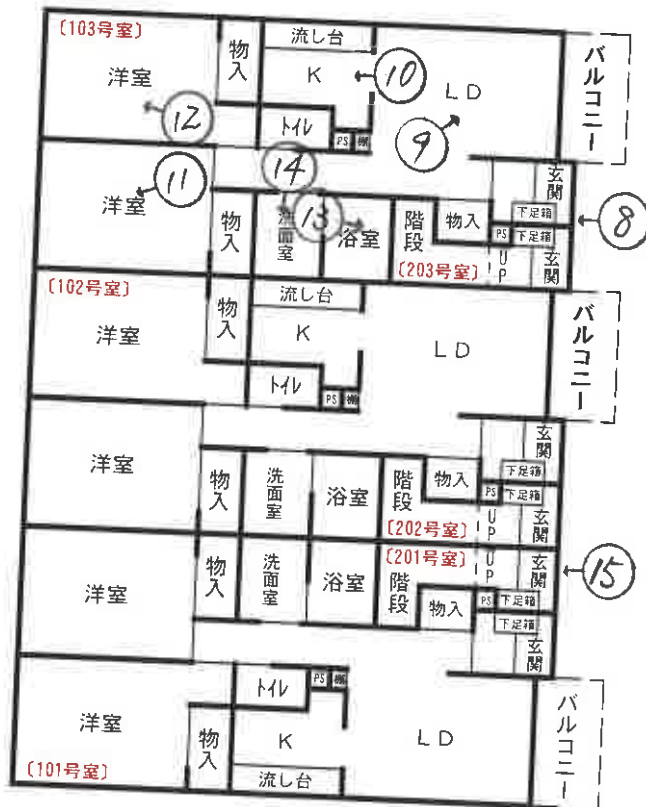 (103号室)
洋室
物入
流し台
K
⑩
LD
バルコニー
⑫
トイレ
PS
棚
⑨
洋室
⑪
⑭
物入
洗面室
⑬
浴室
階段
物入
玄関
下足箱
⑧
PS
下足箱
UP
玄関
(203号室)
(102号室)
洋室
物入
流し台
K
LD
バルコニー
トイレ
PS
棚
洋室
物入
洗面室
浴室
階段
物入
玄関
下足箱
PS
下足箱
UP
玄関
(202号室)
(201号室)
洋室
物入
洗面室
浴室
階段
物入
UP
玄関
⑮
PS
下足箱
下足箱
玄関
トイレ
PS
棚
洋室
物入
K
LD
バルコニー
流し台
(101号室)